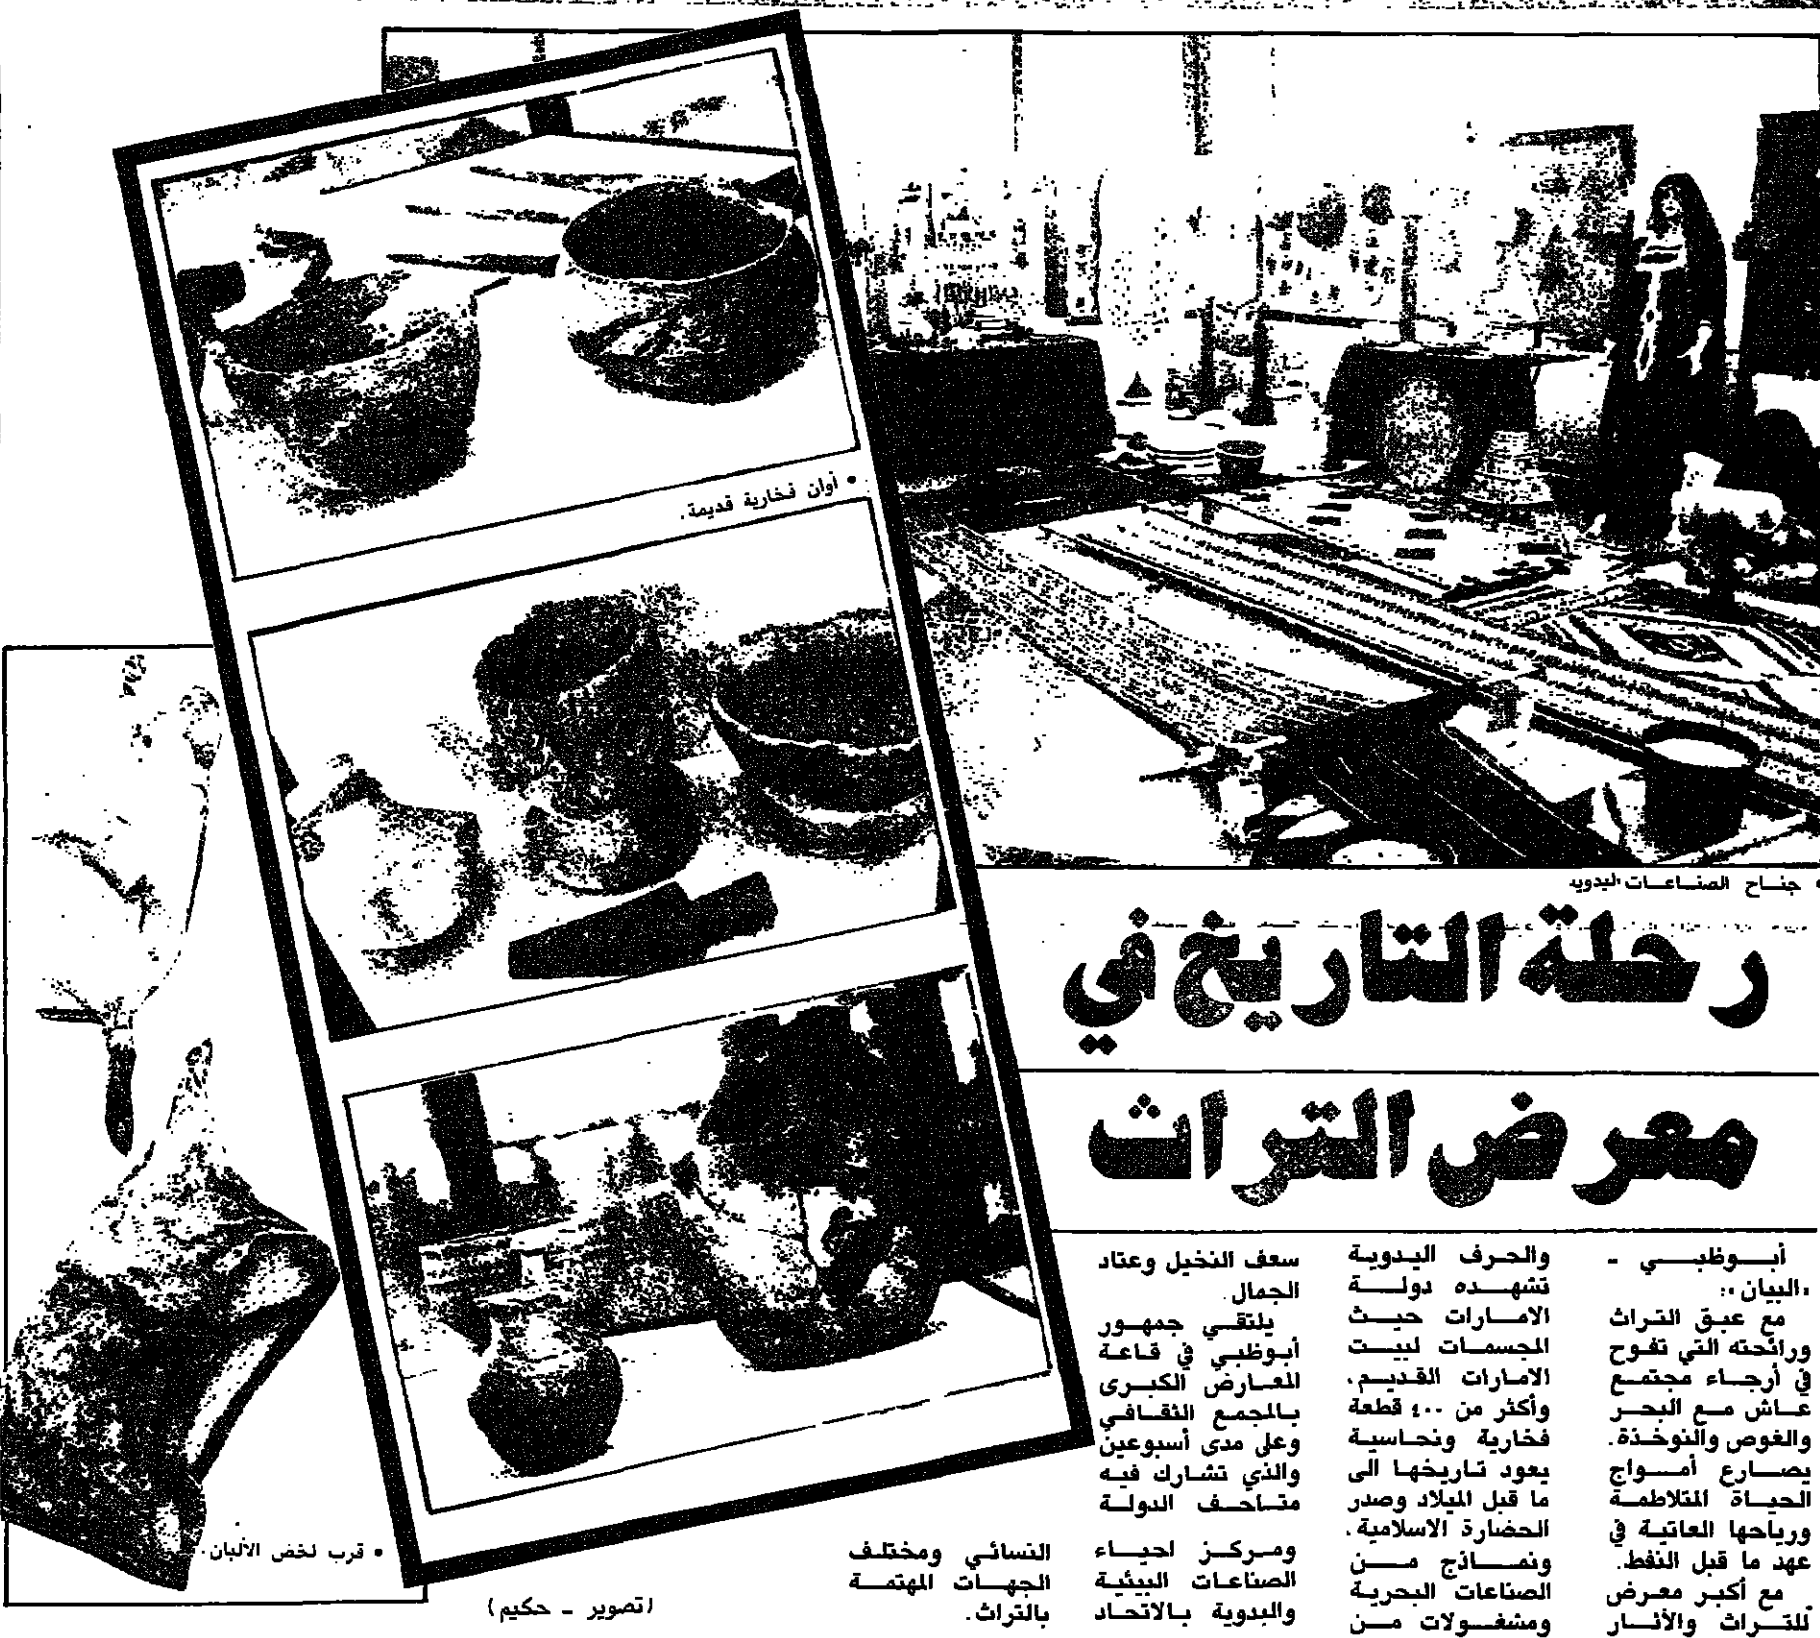 • أوان فخارية قديمة.
• جناح الصناعات اليدوية
رحلة التاريخ في
معرض التراث
أبوظبي -
«البيان»:
مع عبق التراث
ورائحته التي تفوح
في أرجاء مجتمع
عاش مع البحر
والغوص والنوخذة.
يصارع أمواج
الحياة المتلاطمة
ورياحها العاتية في
عهد ما قبل النفط.
مع أكبر معرض
للتراث والآثار
والحرف اليدوية
تشهده دولة
الامارات حيث
المجسمات لبيت
الامارات القديم،
وأكثر من ٤٠٠ قطعة
فخارية ونحاسية
يعود تاريخها الى
ما قبل الميلاد وصدر
الحضارة الاسلامية.
ونماذج من
الصناعات البحرية
ومشغولات من
سعف النخيل وعتاد
الجمال.
يلتقي جمهور
أبوظبي في قاعة
المعارض الكبرى
بالمجمع الثقافي
وعلى مدى أسبوعين
والذي تشارك فيه
متاحف الدولة
ومركز احياء
الصناعات البيئية
والبدوية بالاتحاد
النسائي ومختلف
الجهات المهتمة
بالتراث.
• قرب لخض الألبان.
(تصوير - حكيم)